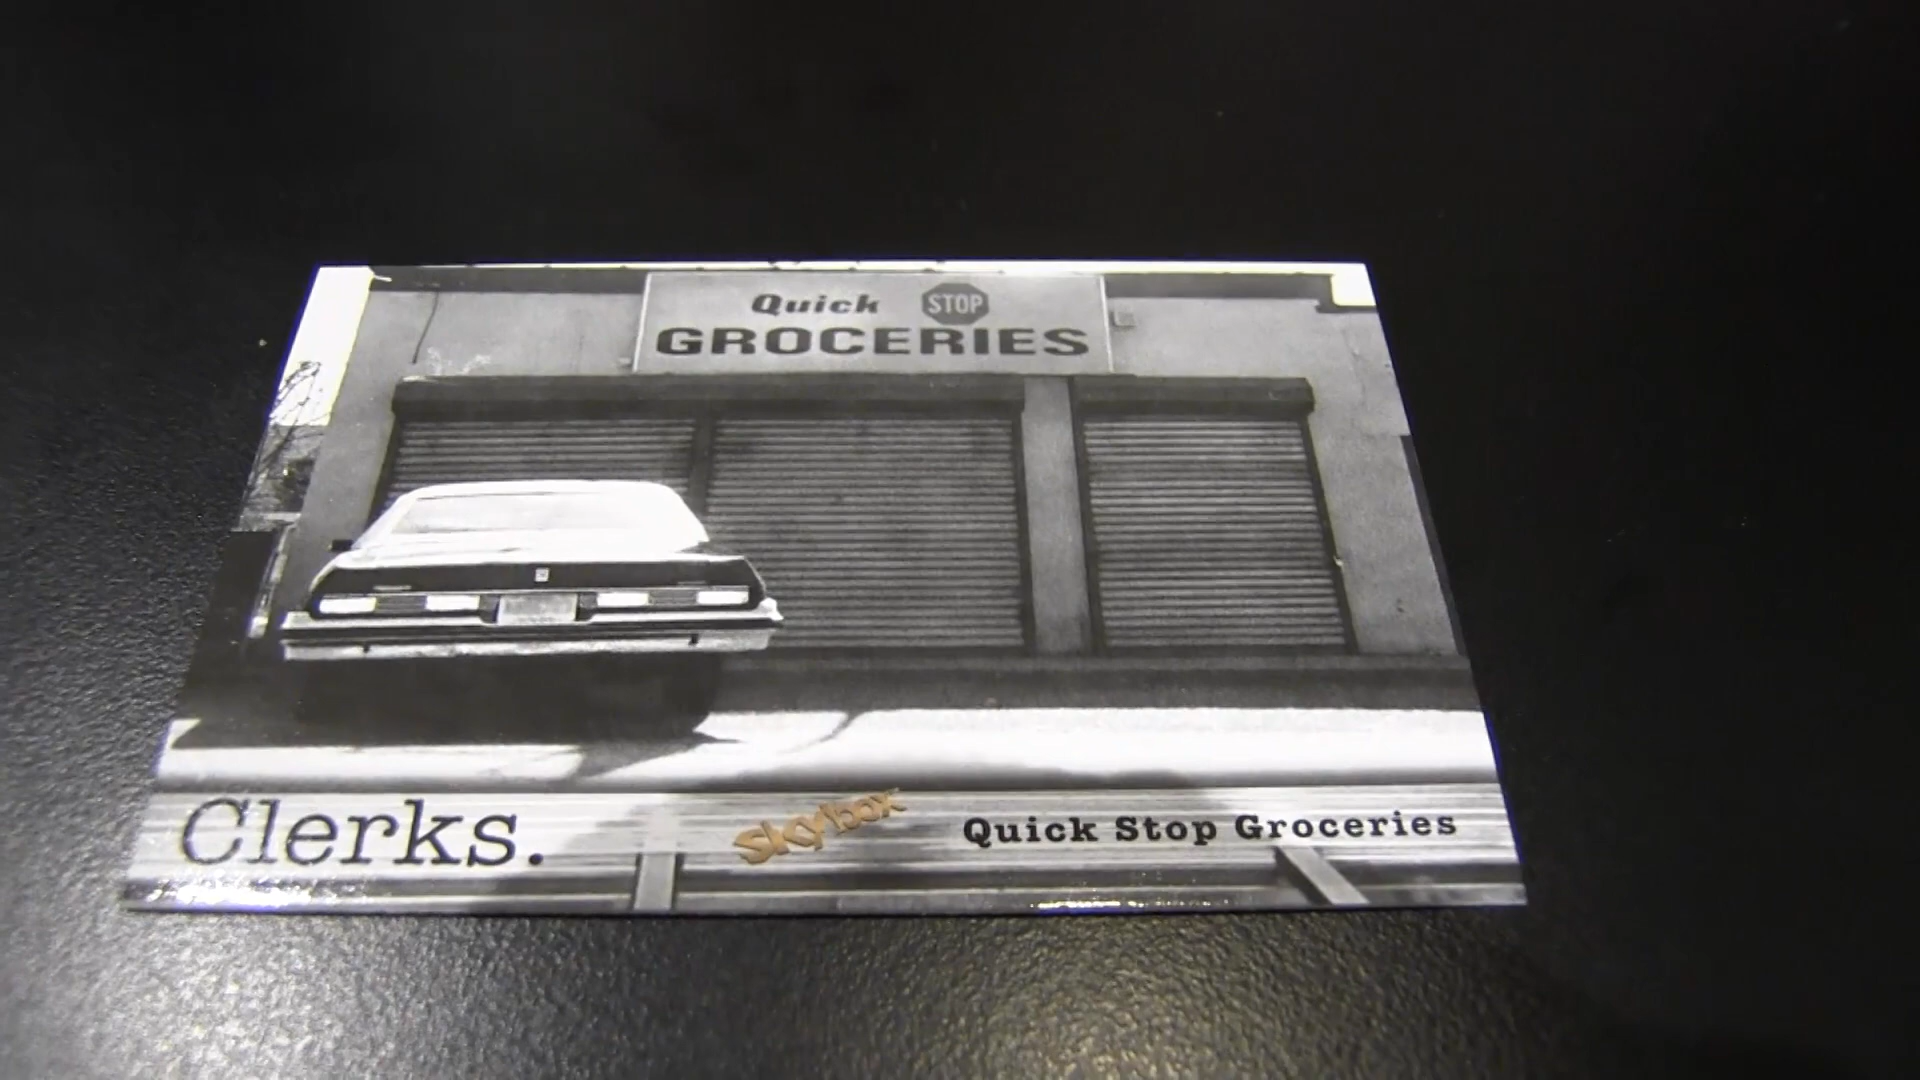 Quick STOP
GROCERIES
Clerks.
Skybox
Quick Stop Groceries